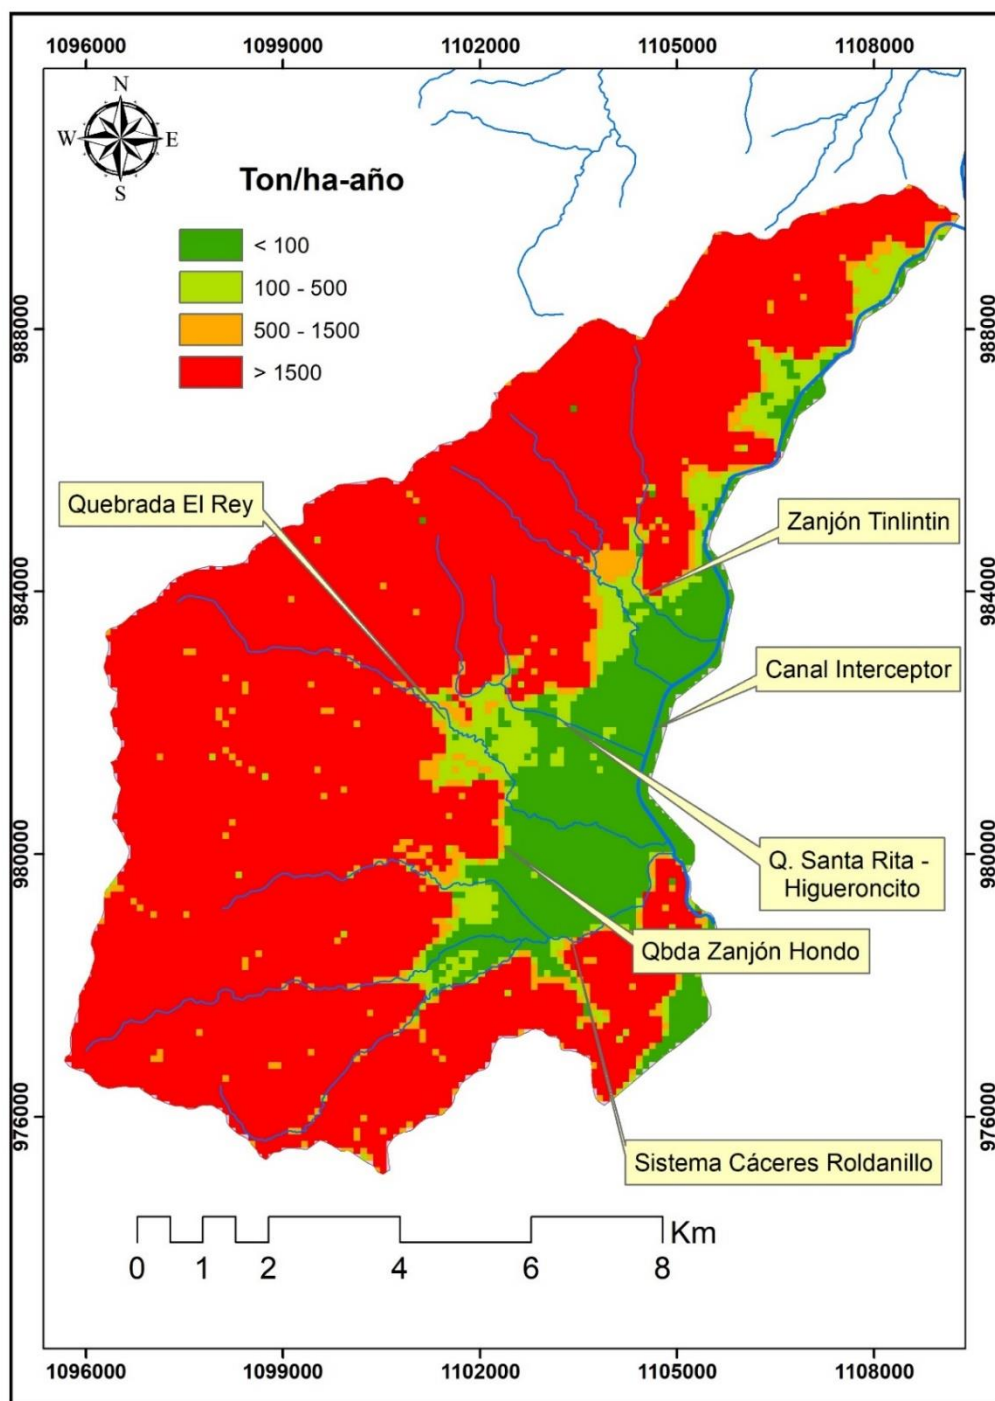 1096000 1099000 1102000 1105000 1108000
N
W E
S
Ton/ha-año
< 100
100 - 500
500 - 1500
> 1500
988000 988000
Quebrada El Rey
Zanjón Tinlintin
984000 984000
Canal Interceptor
980000 980000
Q. Santa Rita -
Higueroncito
Qbda Zanjón Hondo
976000 976000
Sistema Cáceres Roldanillo
Km
0 1 2 4 6 8
1096000 1099000 1102000 1105000 1108000